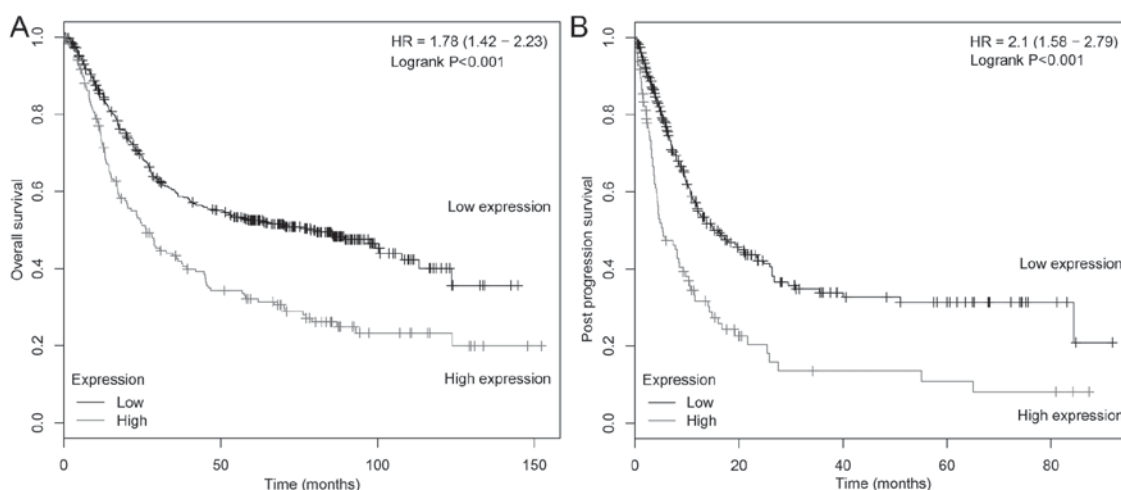 A
HR = 1.78 (1.42 − 2.23)
Logrank P<0.001
Overall survival
1.0
0.8
0.6
0.4
0.2
0.0
Low expression
High expression
Expression
Low
High
0
50
100
150
Time (months)
B
HR = 2.1 (1.58 − 2.79)
Logrank P<0.001
Post progression survival
1.0
0.8
0.6
0.4
0.2
0.0
Low expression
Expression
Low
High
High expression
0
20
40
60
80
Time (months)